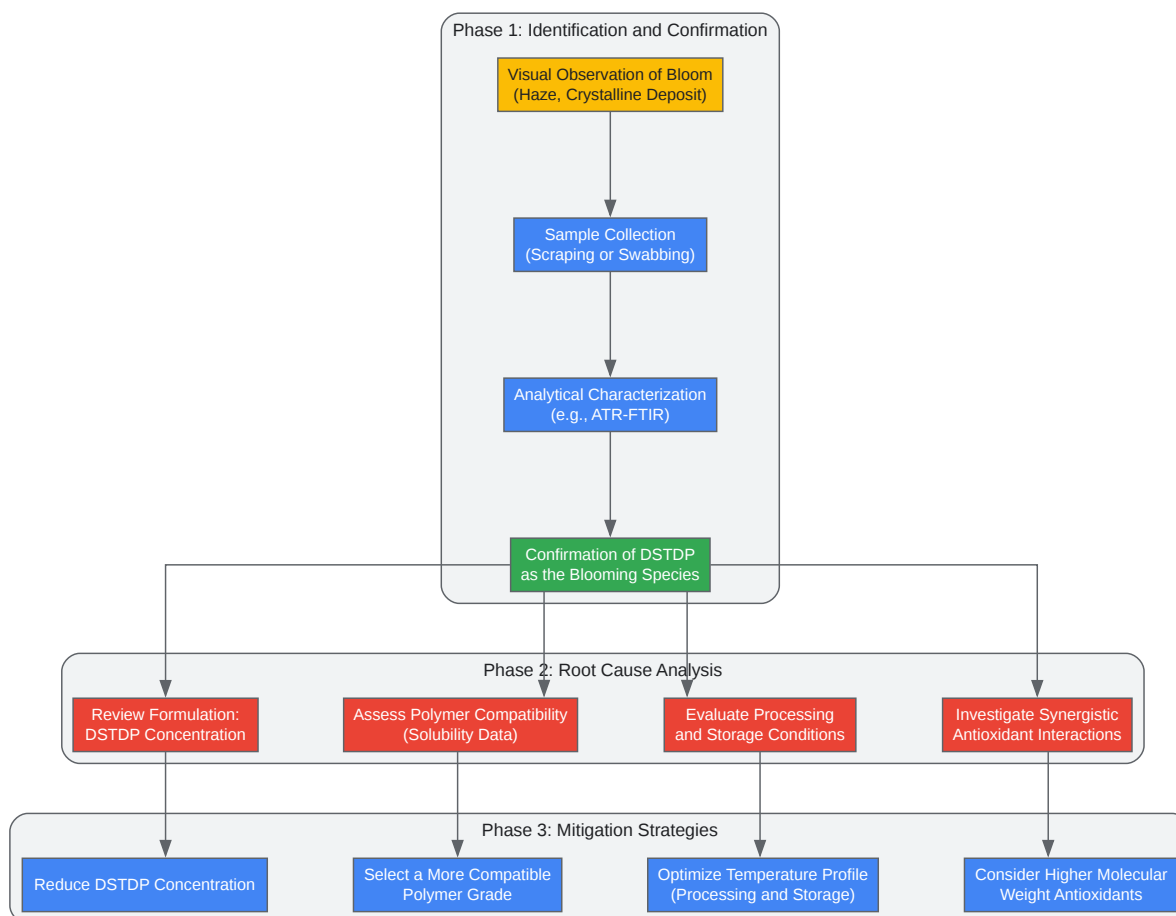 Phase 1: Identification and Confirmation
Visual Observation of Bloom
(Haze, Crystalline Deposit)
Sample Collection
(Scraping or Swabbing)
Analytical Characterization
(e.g., ATR-FTIR)
Confirmation of DSTDP
as the Blooming Species
Phase 2: Root Cause Analysis
Review Formulation:
DSTDP Concentration
Assess Polymer Compatibility
(Solubility Data)
Evaluate Processing
and Storage Conditions
Investigate Synergistic
Antioxidant Interactions
Phase 3: Mitigation Strategies
Reduce DSTDP Concentration
Select a More Compatible
Polymer Grade
Optimize Temperature Profile
(Processing and Storage)
Consider Higher Molecular
Weight Antioxidants